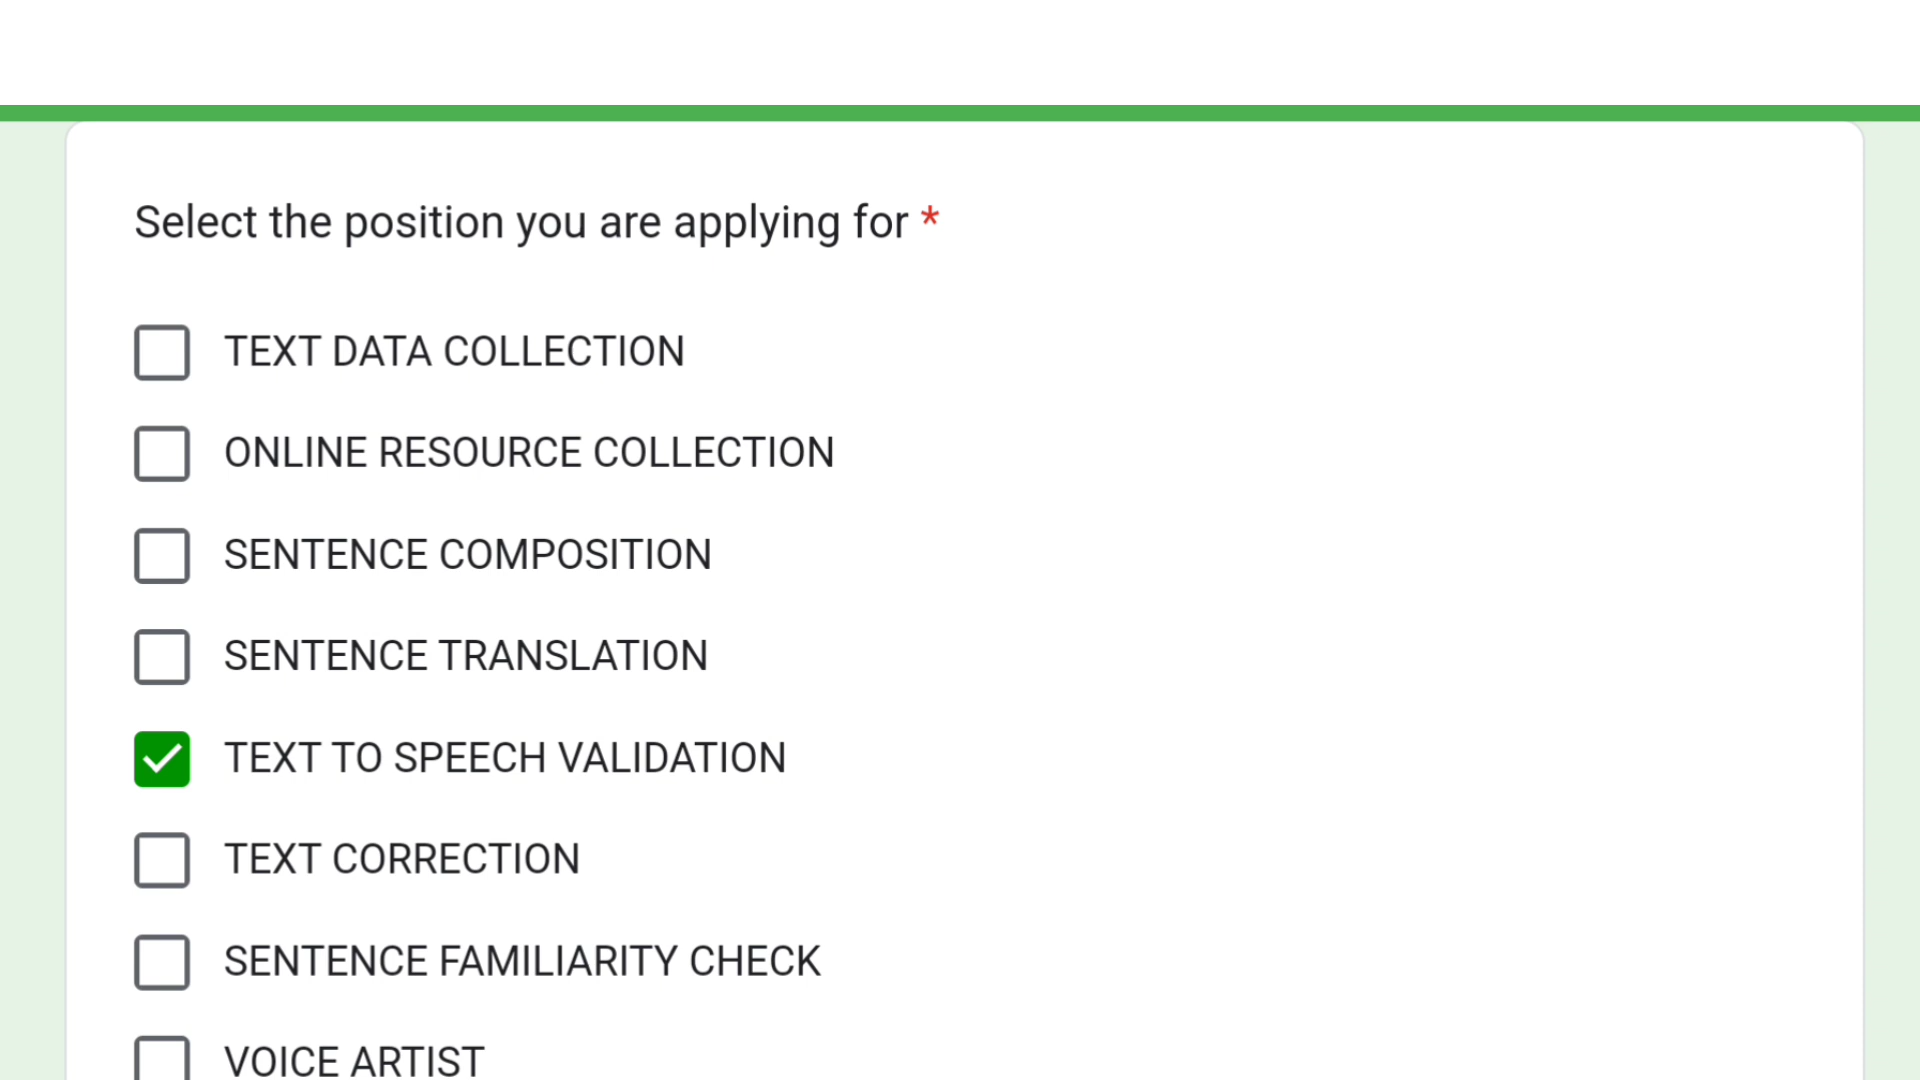 Select the position you are applying for *
TEXT DATA COLLECTION
ONLINE RESOURCE COLLECTION
SENTENCE COMPOSITION
SENTENCE TRANSLATION
TEXT TO SPEECH VALIDATION
TEXT CORRECTION
SENTENCE FAMILIARITY CHECK
VOICE ARTIST